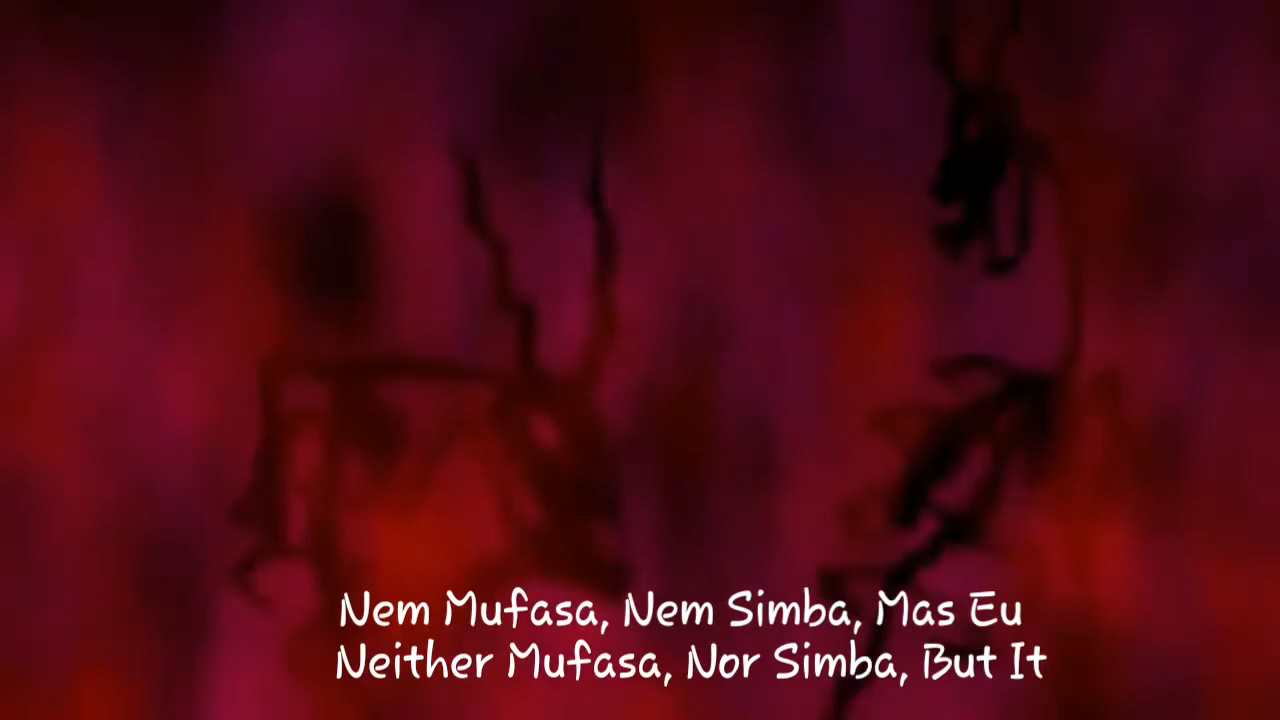 Nem Mufasa, Nem Simba, Mas Eu
Neither Mufasa, Nor Simba, But It